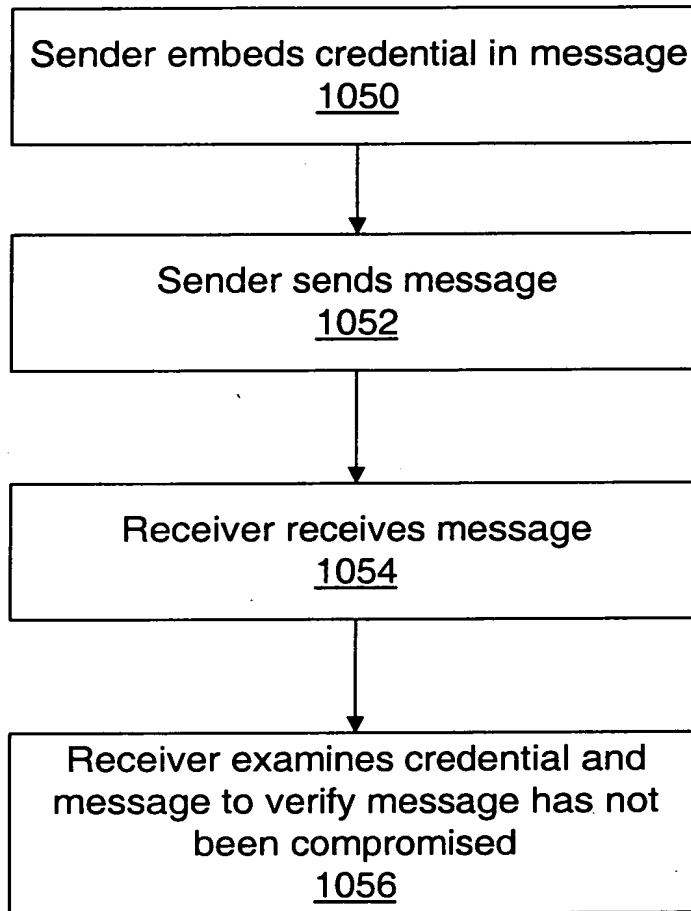 Sender embeds credential in message
1050
Sender sends message
1052
Receiver receives message
1054
Receiver examines credential and
message to verify message has not
been compromised
1056